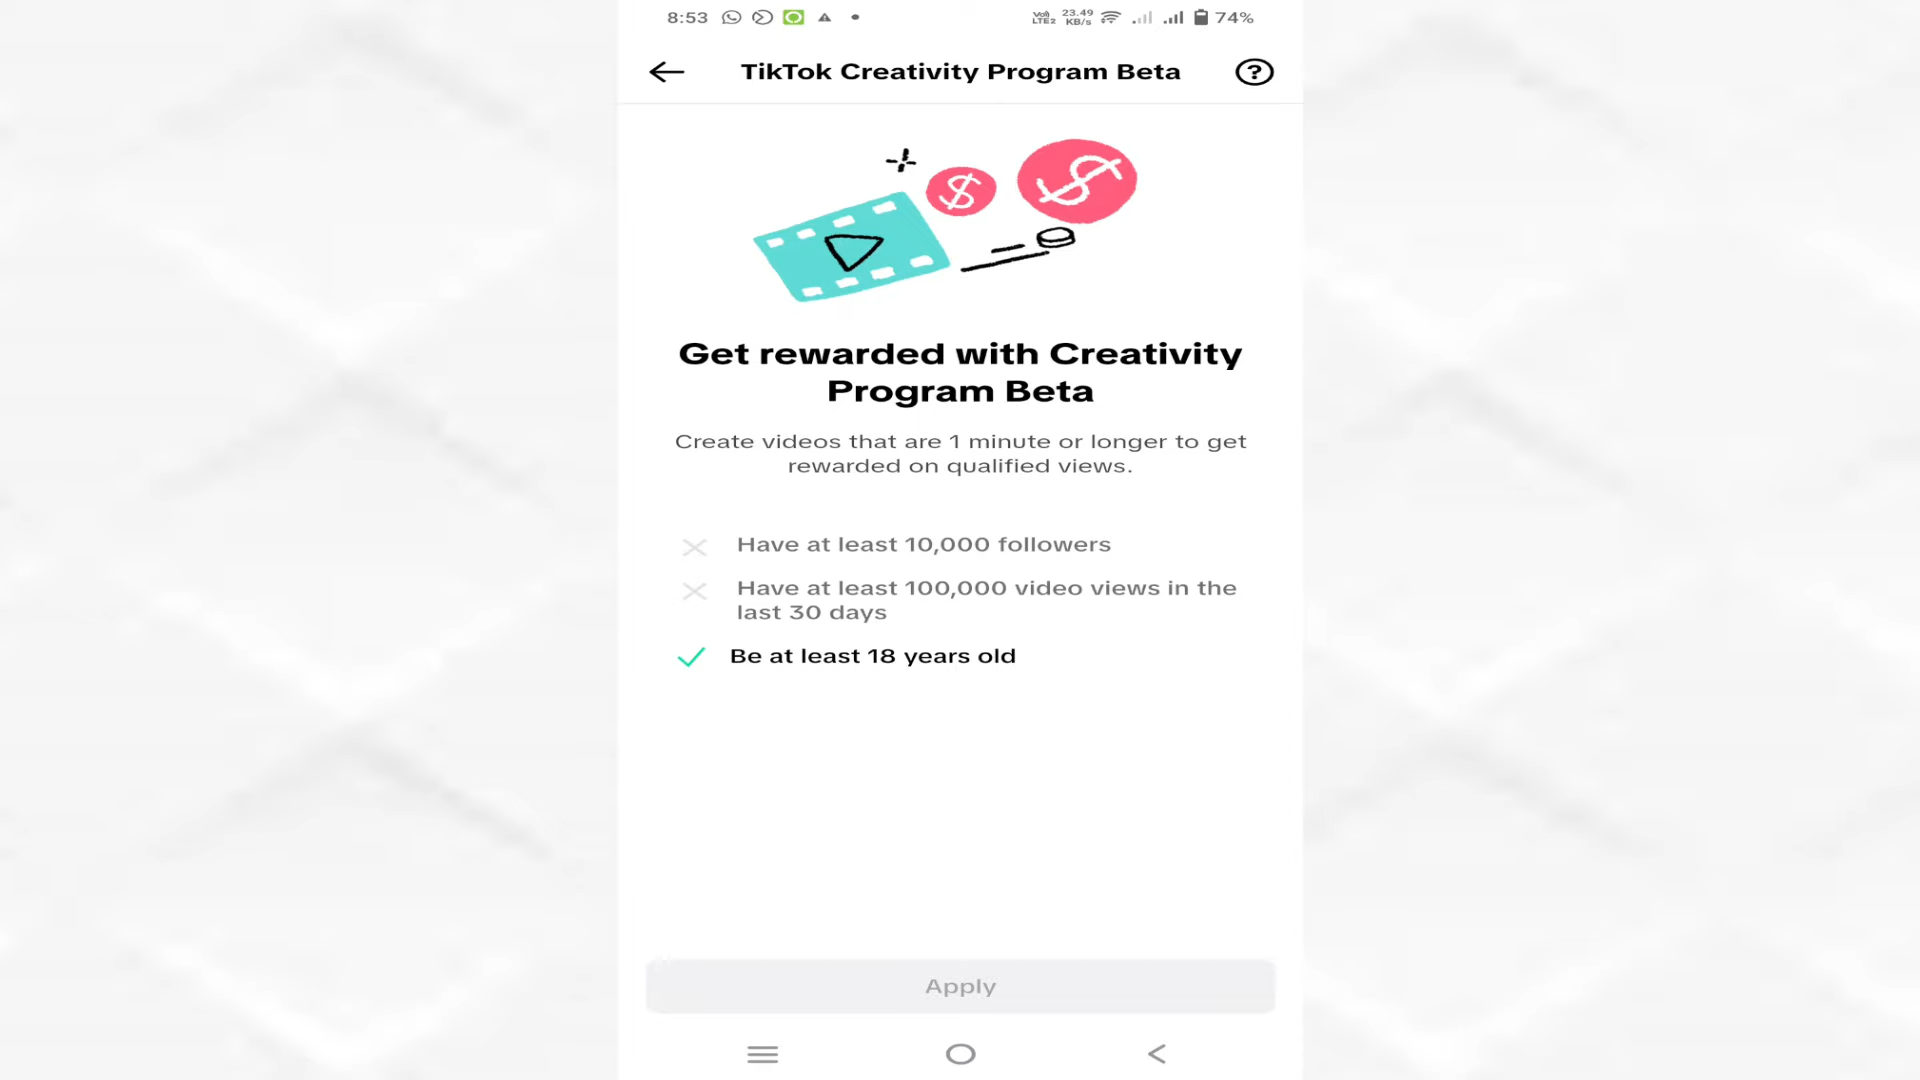 8:53
Vo) LTE2 23.49 KB/s 74%
TikTok Creativity Program Beta
?
$ $
Get rewarded with Creativity
Program Beta
Create videos that are 1 minute or longer to get
rewarded on qualified views.
Have at least 10,000 followers
Have at least 100,000 video views in the
last 30 days
Be at least 18 years old
Apply